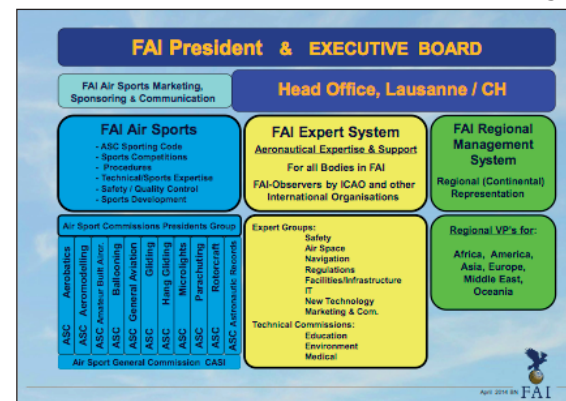 FAI President & EXECUTIVE BOARD
FAI Air Sports Marketing,
Sponsoring & Communication
Head Office, Lausanne / CH
FAI Air Sports
- ASC Sporting Code
- Sports Competitions
- Procedures
- Technical/Sports Expertise
- Safety / Quality Control
- Sports Development
FAI Expert System
Aeronautical Expertise & Support
For all Bodies in FAI
FAI-Observers by ICAO and other
International Organisations
FAI Regional
Management
System
Regional (Continental)
Representation
Air Sport Commissions Presidents Group
ASC Aerobatics
ASC Aeromodelling
ASC Amateur Built Aircr.
ASC Ballooning
ASC General Aviation
ASC Gliding
ASC Hang Gliding
ASC Microlights
ASC Parachuting
ASC Rotorcraft
ASC Astronautic Records
Air Sport General Commission CASI
Expert Groups:
Safety
Air Space
Navigation
Regulations
Facilities/Infrastructure
IT
New Technology
Marketing & Com.
Technical Commissions:
Education
Environment
Medical
Regional VP's for:
Africa, America,
Asia, Europe,
Middle East,
Oceania
April 2014 BN
FAI